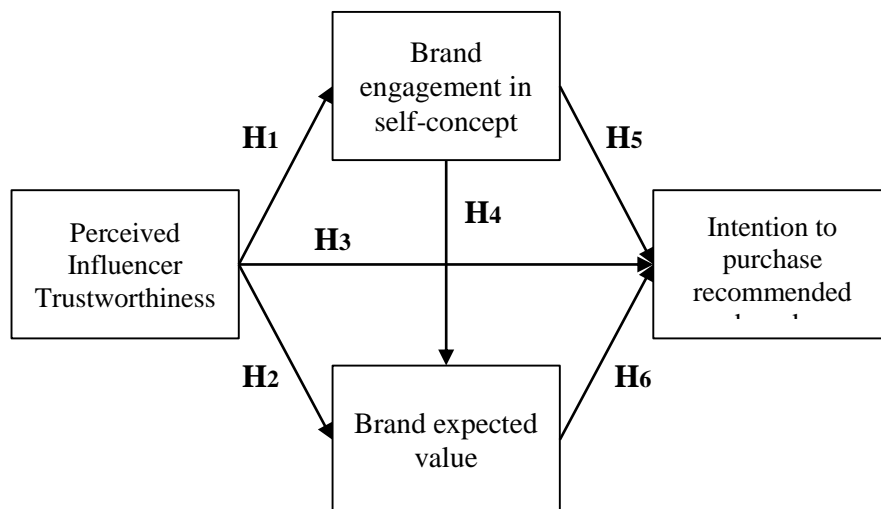 Brand
engagement in
self-concept
H1
H5
H4
Perceived
Influencer
Trustworthiness
H3
Intention to
purchase
recommended
H2
H6
Brand expected
value